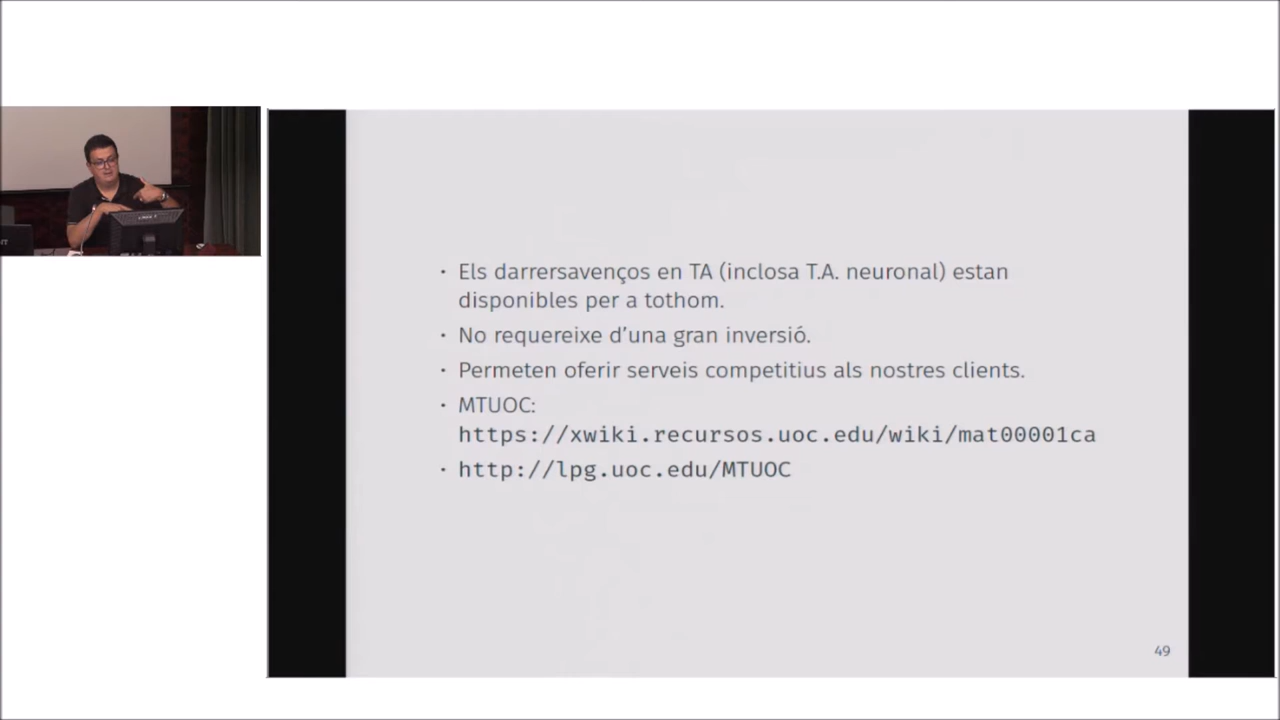 · Els darrersavenços en TA (inclosa T.A. neuronal) estan
disponibles per a tothom.
· No requereixe d'una gran inversió.
· Permeten oferir serveis competitius als nostres clients.
· MTUOC:
https://xwiki.recursos.uoc.edu/wiki/mat00001ca
· http://lpg.uoc.edu/MTUOC
49